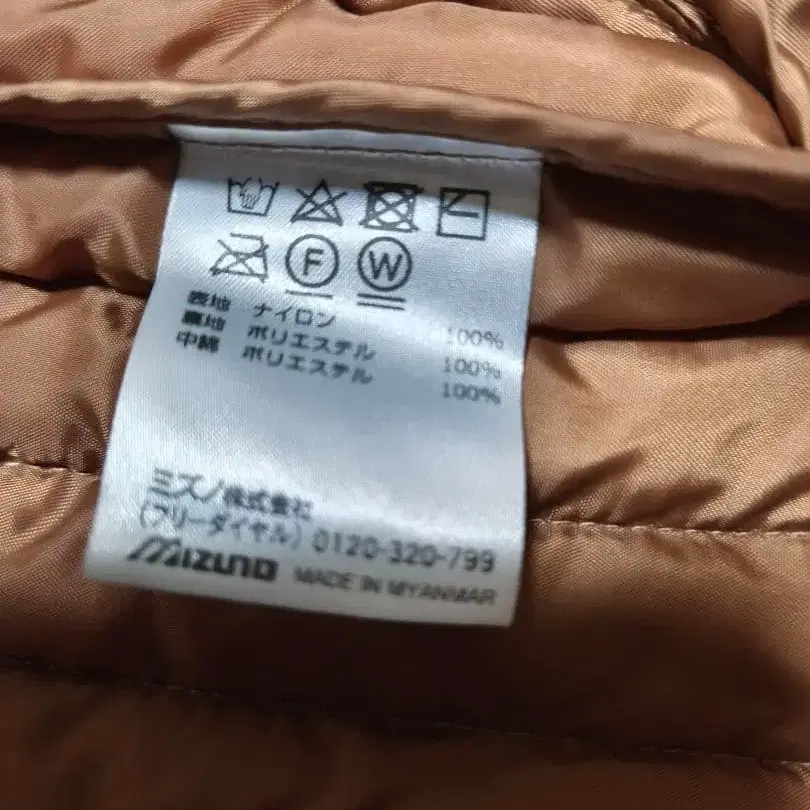 F W
表地 ナイロン 100%
裏地 ポリエステル 100%
中綿 ポリエステル 100%
ミズノ株式会社
(フリーダイヤル) 0120-320-799
MIZUNO MADE IN MYANMAR